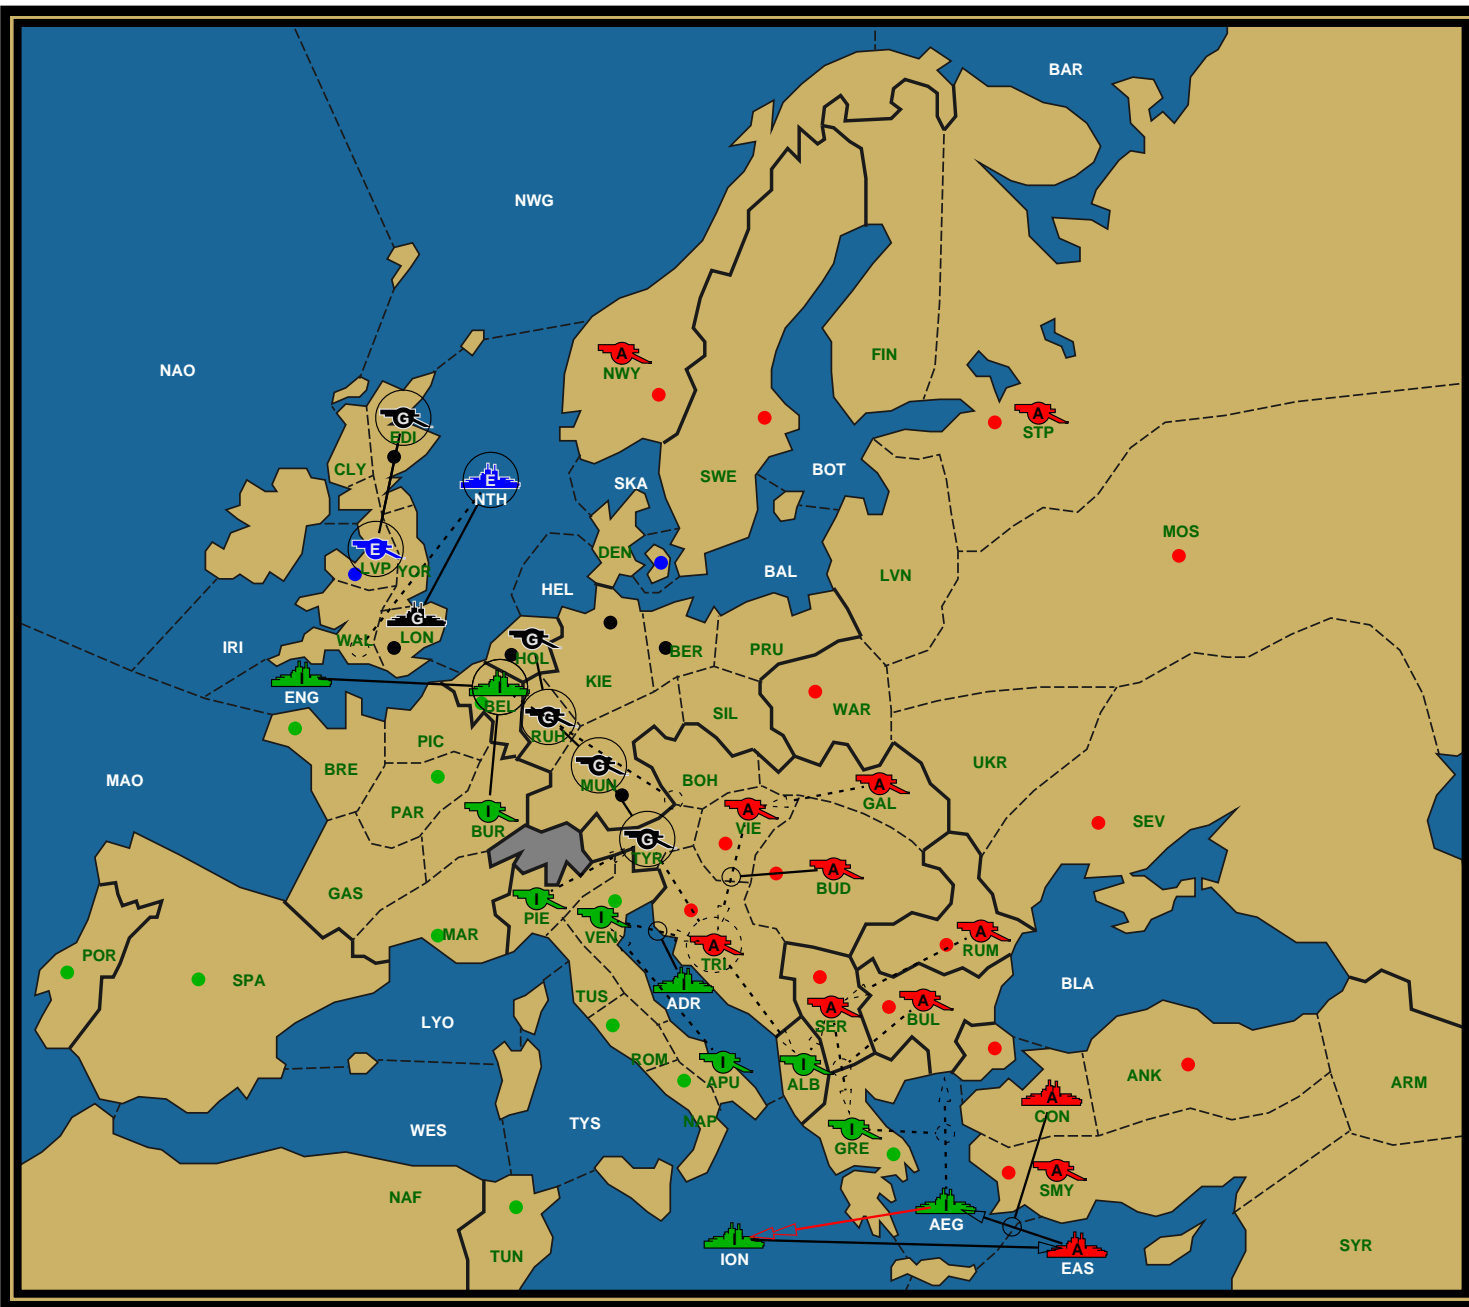 BAR
NWG
A
NWY
FIN
NAO
A
STP
G
EDI
CLY
E
NTH
SKA
SWE
BOT
MOS
E
LVP
YOR
DEN
HEL
BAL
LVN
G
LON
WAL
IRI
G
HOL
BER
PRU
I
ENG
I
BEL
KIE
WAR
SIL
G
RUH
PIC
BRE
MAO
G
MUN
BOH
UKR
A
GAL
PAR
I
BUR
A
VIE
SEV
G
TYR
A
BUD
GAS
I
PIE
I
VEN
MAR
A
TRI
A
RUM
POR
SPA
I
ADR
BLA
TUS
LYO
A
SER
A
BUL
ROM
I
APU
I
ALB
ANK
ARM
A
CON
NAP
TYS
WES
I
GRE
NAF
A
SMY
I
AEG
TUN
I
ION
A
EAS
SYR